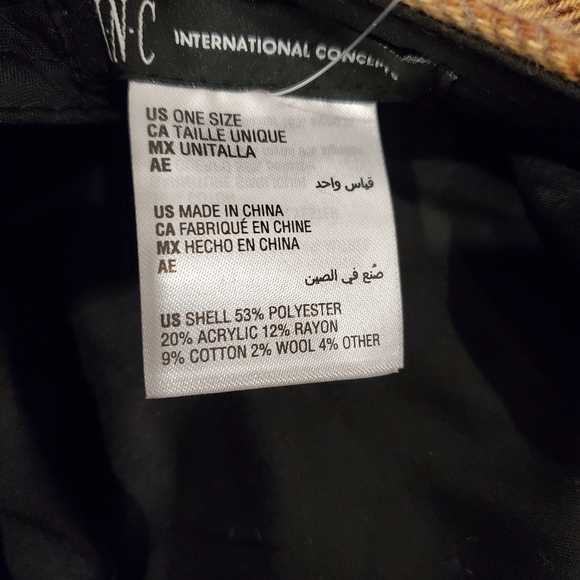 I·N·C INTERNATIONAL CONCEPTS
US ONE SIZE
CA TAILLE UNIQUE
MX UNITALLA
AE
قياس واحد
US MADE IN CHINA
CA FABRIQUÉ EN CHINE
MX HECHO EN CHINA
AE
صُنع في الصين
US SHELL 53% POLYESTER
20% ACRYLIC 12% RAYON
9% COTTON 2% WOOL 4% OTHER